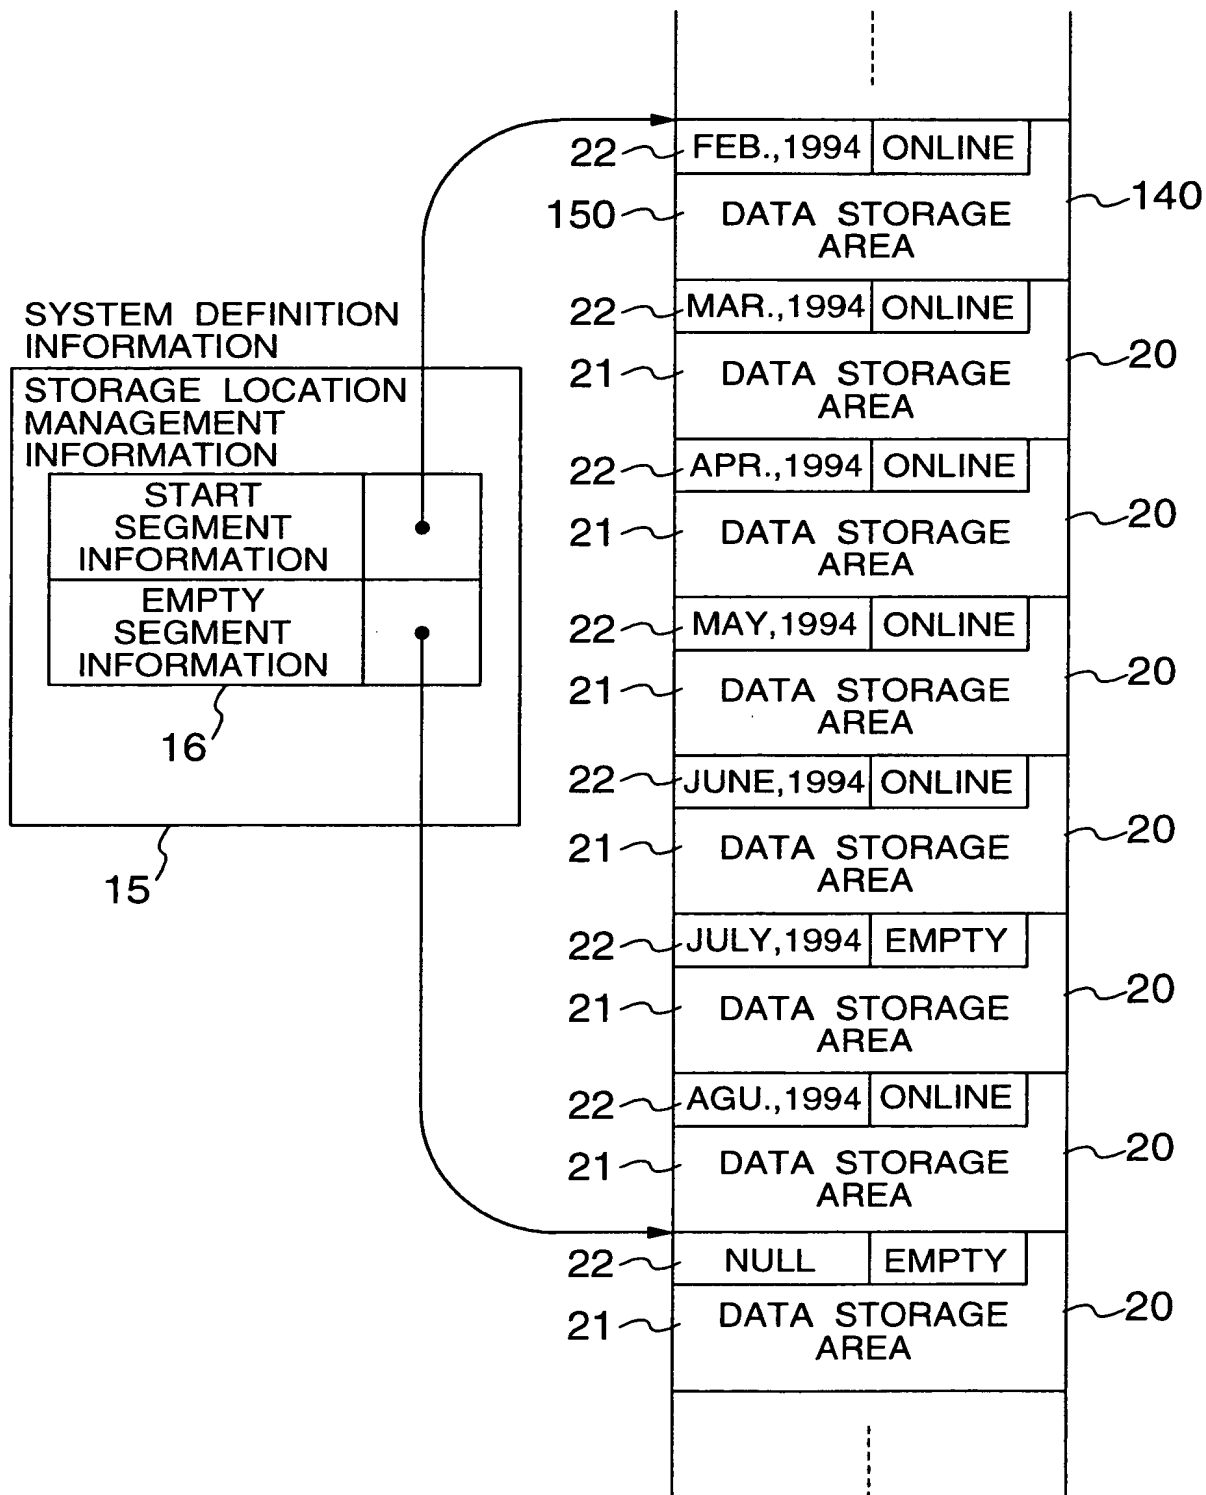 SYSTEM DEFINITION
INFORMATION
STORAGE LOCATION
MANAGEMENT
INFORMATION
START
SEGMENT
INFORMATION
EMPTY
SEGMENT
INFORMATION
16
15
22 FEB.,1994 ONLINE
150 DATA STORAGE 140
AREA
22 MAR.,1994 ONLINE
21 DATA STORAGE 20
AREA
22 APR.,1994 ONLINE
21 DATA STORAGE 20
AREA
22 MAY,1994 ONLINE
21 DATA STORAGE 20
AREA
22 JUNE,1994 ONLINE
21 DATA STORAGE 20
AREA
22 JULY,1994 EMPTY
21 DATA STORAGE 20
AREA
22 AGU.,1994 ONLINE
21 DATA STORAGE 20
AREA
22 NULL EMPTY
21 DATA STORAGE 20
AREA